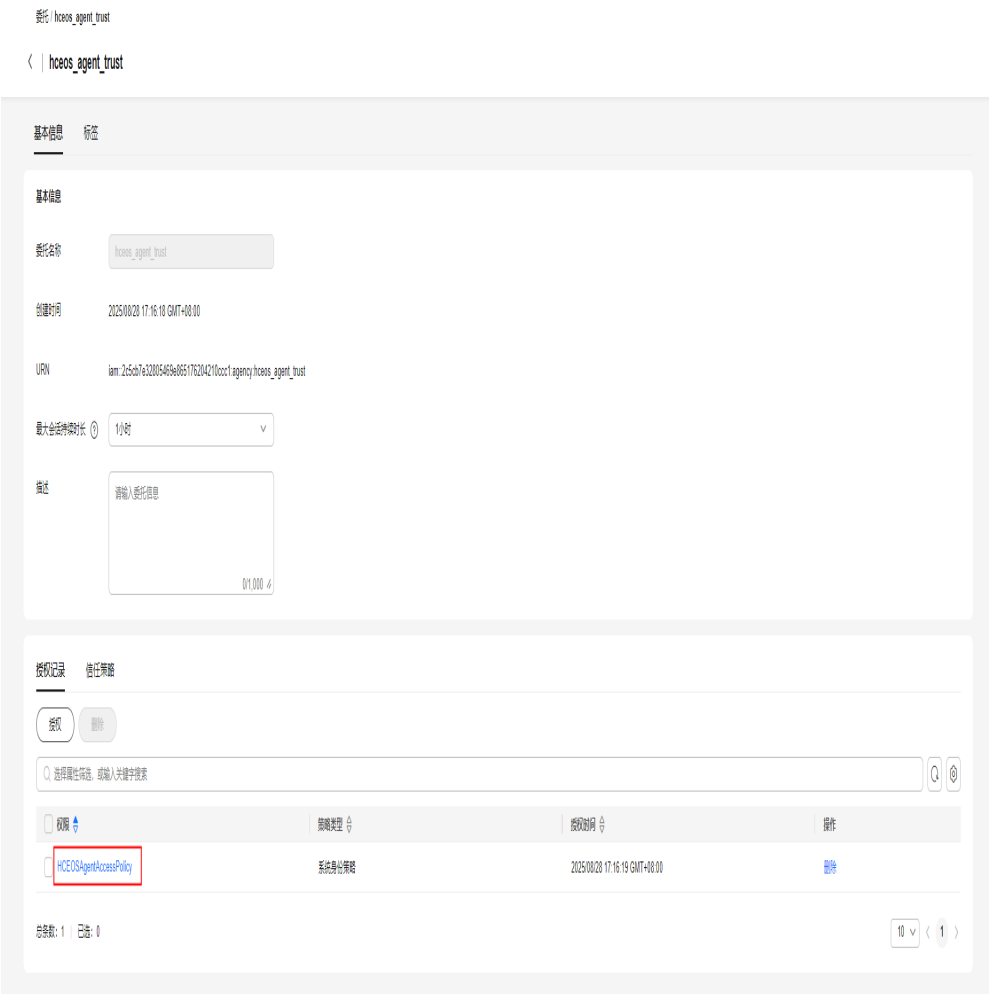 委托 / hceos_agent_trust
hceos_agent_trust
基本信息 标签
基本信息
委托名称 hceos_agent_trust
创建时间 2025/08/28 17:16:18 GMT+08:00
URN iam::2c5cb7e32805469e865176204210ccc1:agency:hceos_agent_trust
最大会话持续时长 1小时
描述 请输入委托信息
0/1,000
授权记录 信任策略
授权 删除
选择属性筛选，或输入关键字搜索
权限 策略类型 授权时间 操作
HCEOSAgentAccessPolicy 系统身份策略 2025/08/28 17:16:19 GMT+08:00 删除
总条数: 1 已选: 0 10 1